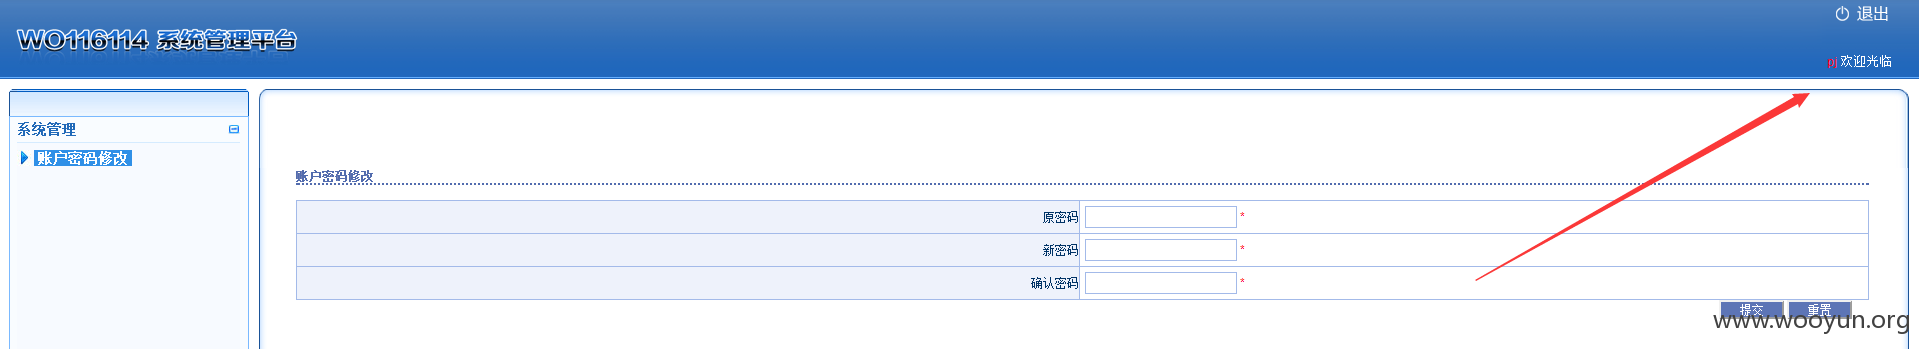 退出
WO116114 系统管理平台
欢迎光临
系统管理
账户密码修改
账户密码修改
原密码 *
新密码 *
确认密码 *
提交 重置
www.wooyun.org